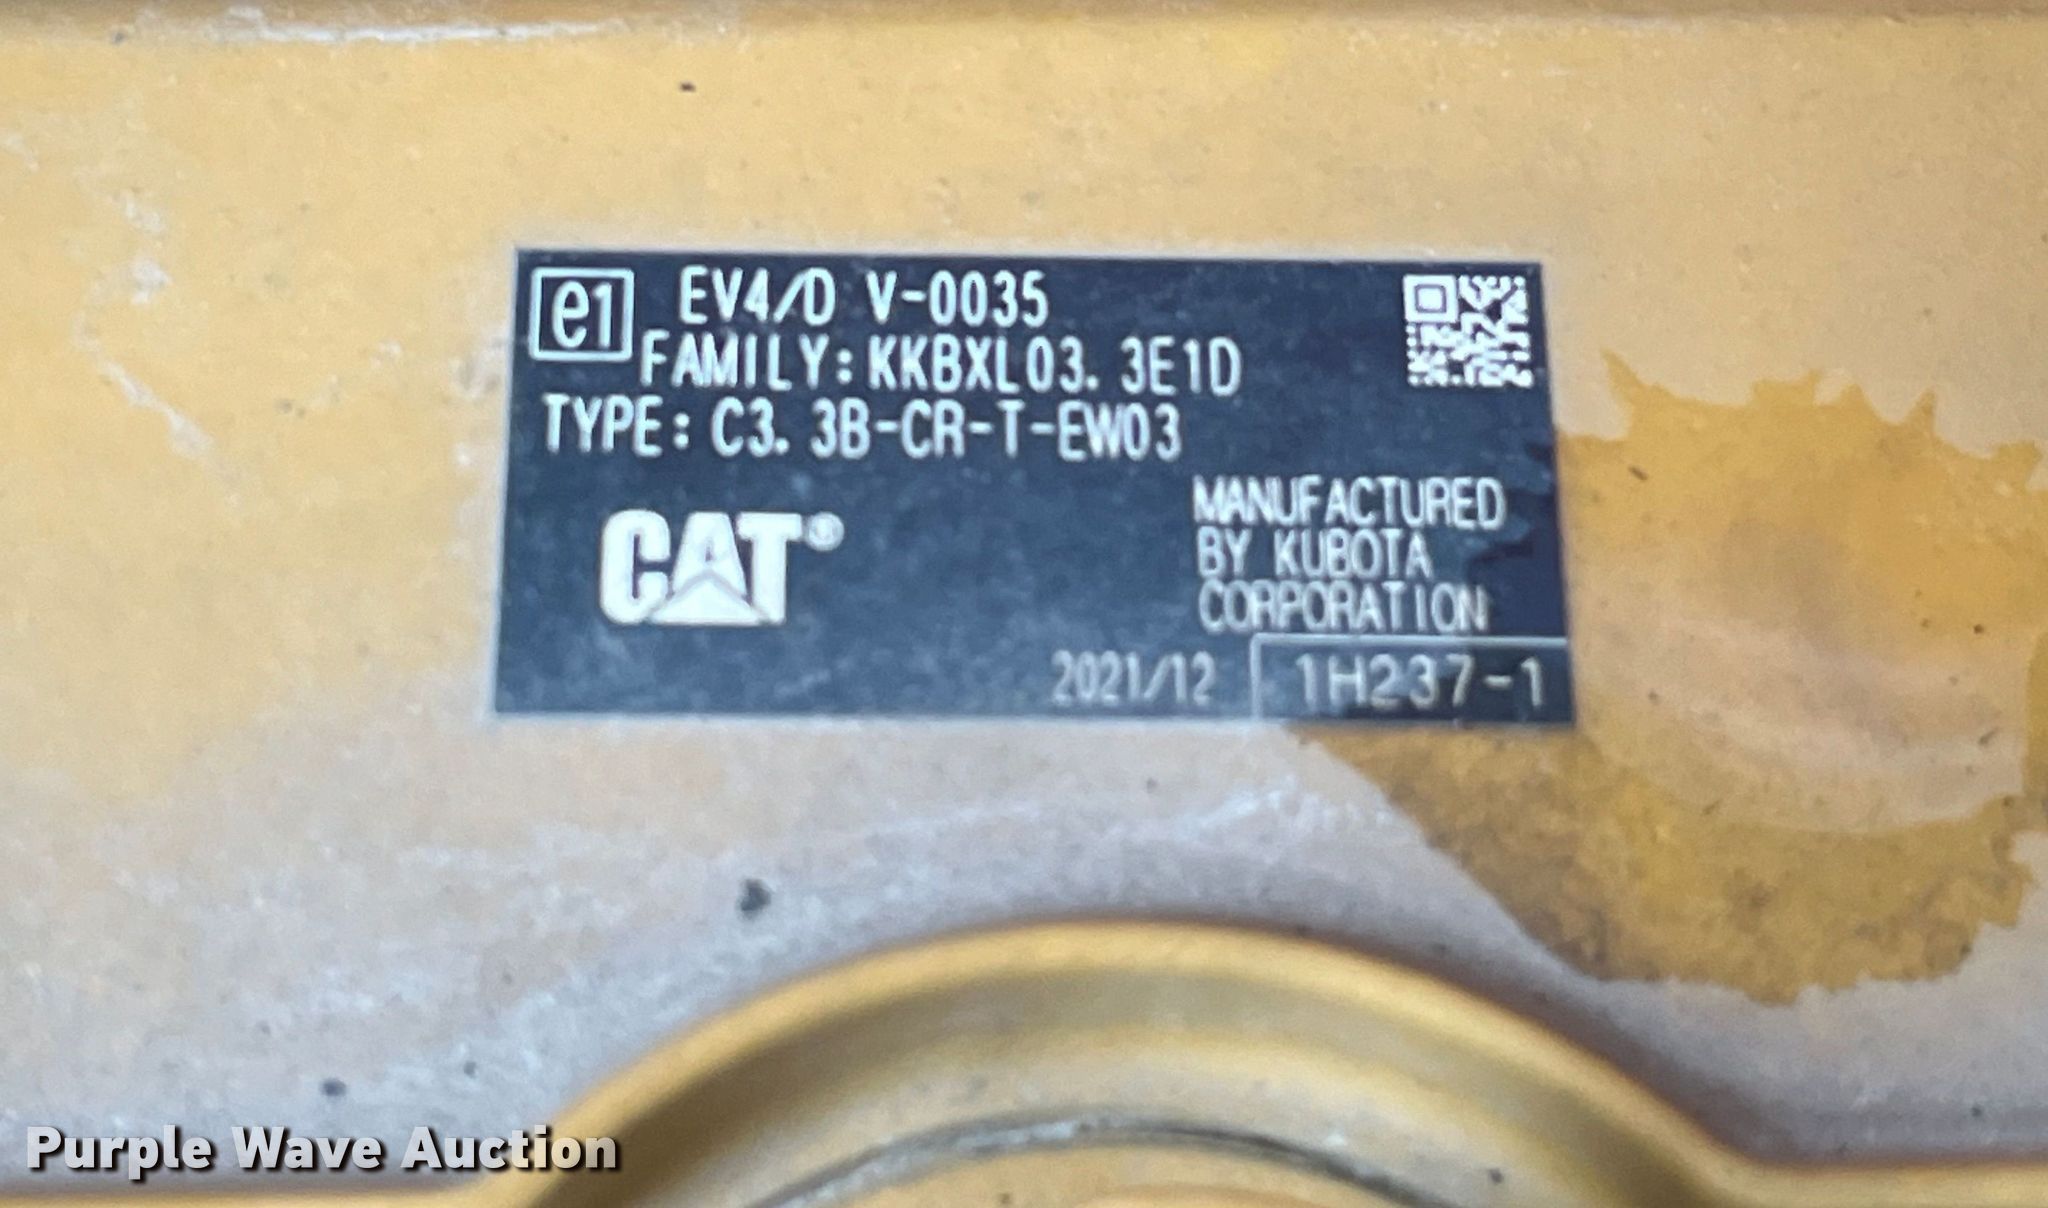 e1 EV4/D V-0035
FAMILY: KKBXL03. 3E1D
TYPE: C3. 3B-CR-T-EW03
CAT®
MANUFACTURED
BY KUBOTA
CORPORATION
2021/12 1H237-1
Purple Wave Auction